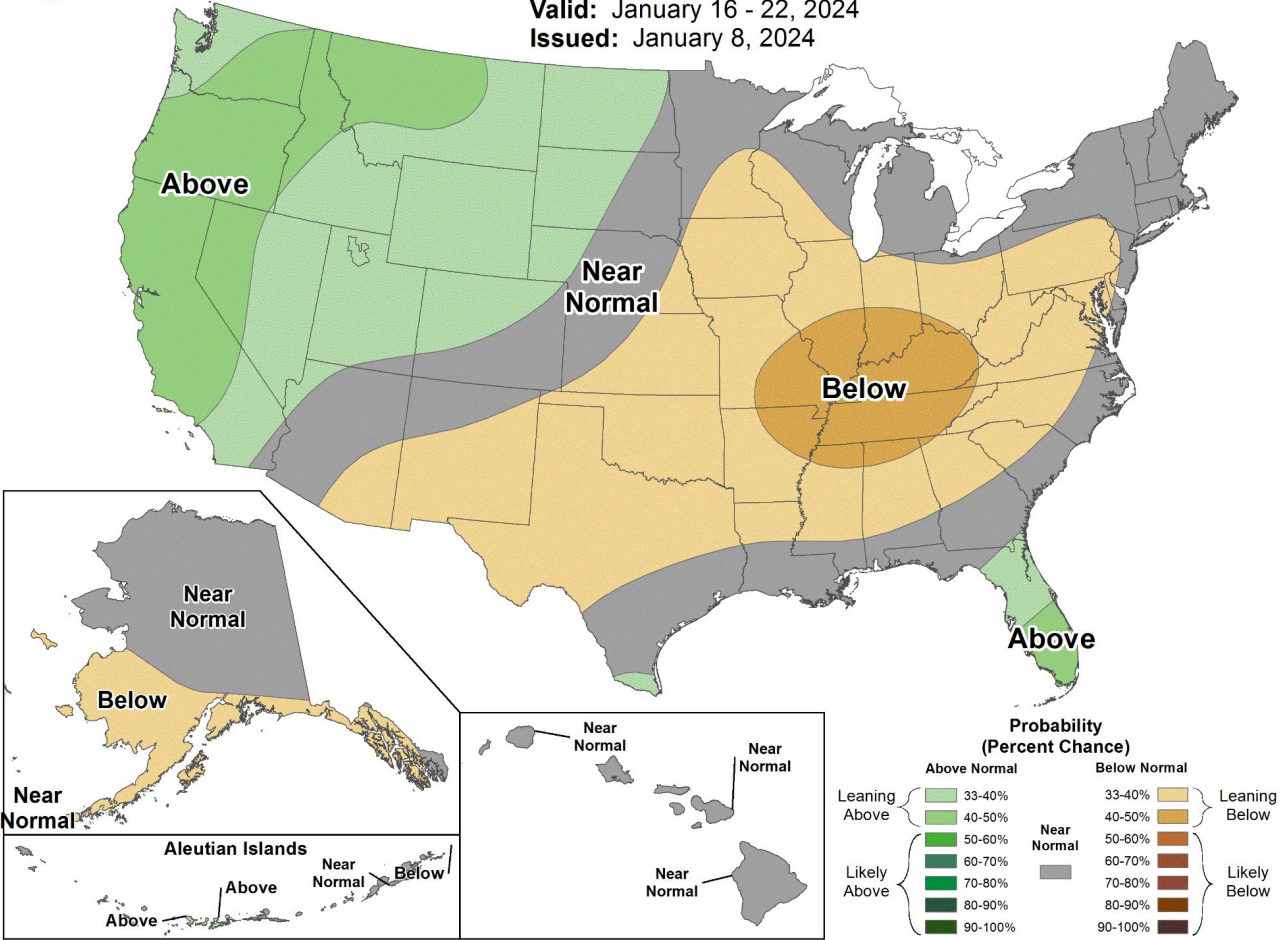 Valid: January 16 - 22, 2024
Issued: January 8, 2024
Above
Near
Normal
Below
Above
Near
Normal
Below
Near
Normal
Aleutian Islands
Near
Normal
Below
Above
Above
Near
Normal
Near
Normal
Near
Normal
Probability
(Percent Chance)
Above Normal
Below Normal
Leaning
Above
33-40%
40-50%
Likely
Above
50-60%
60-70%
70-80%
80-90%
90-100%
Near
Normal
33-40%
40-50%
Leaning
Below
50-60%
60-70%
70-80%
80-90%
90-100%
Likely
Below